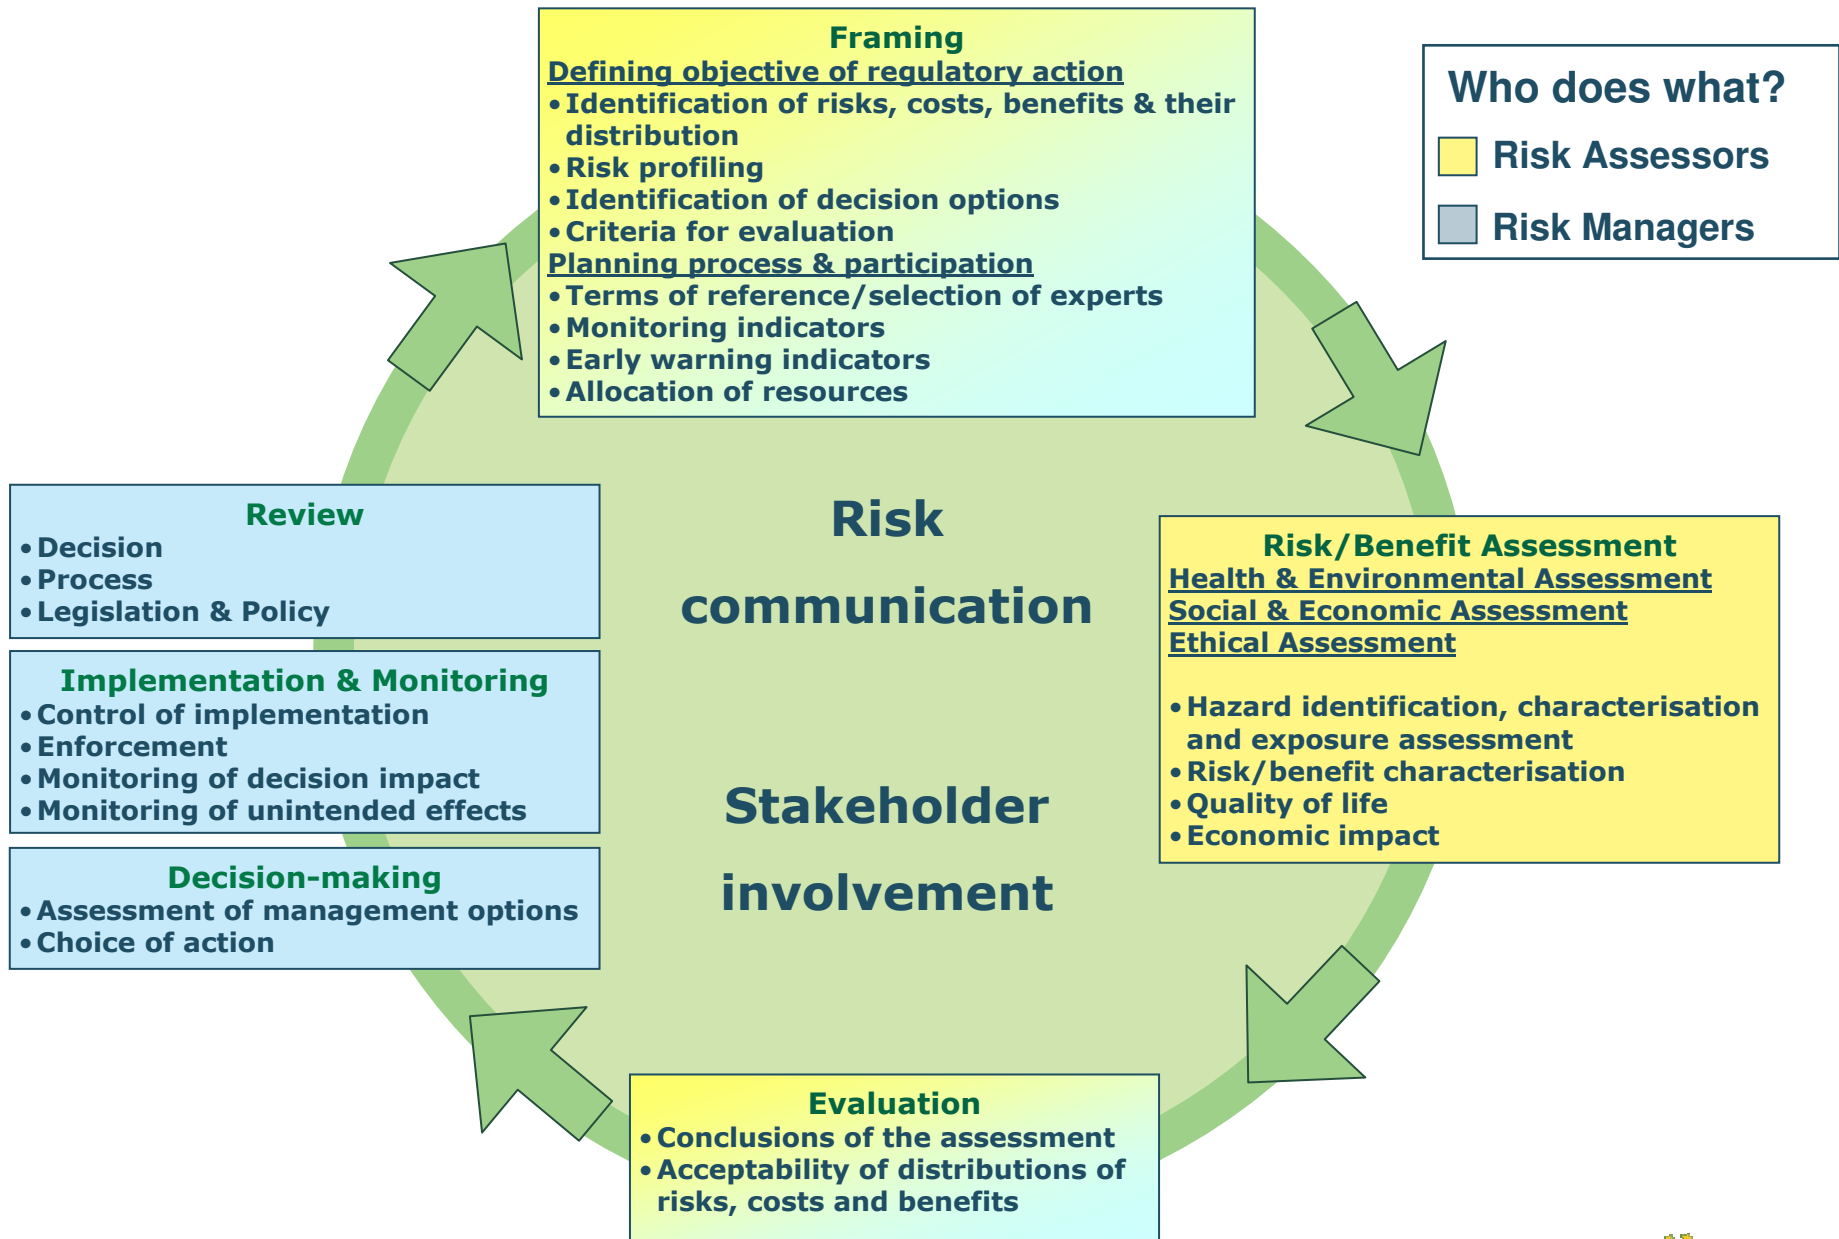 Framing
Defining objective of regulatory action
•Identification of risks, costs, benefits & their
distribution
•Risk profiling
•Identification of decision options
•Criteria for evaluation
Planning process & participation
•Terms of reference/selection of experts
•Monitoring indicators
•Early warning indicators
•Allocation of resources
Who does what?
Risk Assessors
Risk Managers
Review
•Decision
•Process
•Legislation & Policy
Implementation & Monitoring
•Control of implementation
•Enforcement
•Monitoring of decision impact
•Monitoring of unintended effects
Decision-making
•Assessment of management options
•Choice of action
Risk
communication
Stakeholder
involvement
Risk/Benefit Assessment
Health & Environmental Assessment
Social & Economic Assessment
Ethical Assessment
•Hazard identification, characterisation
and exposure assessment
•Risk/benefit characterisation
•Quality of life
•Economic impact
Evaluation
•Conclusions of the assessment
•Acceptability of distributions of
risks, costs and benefits